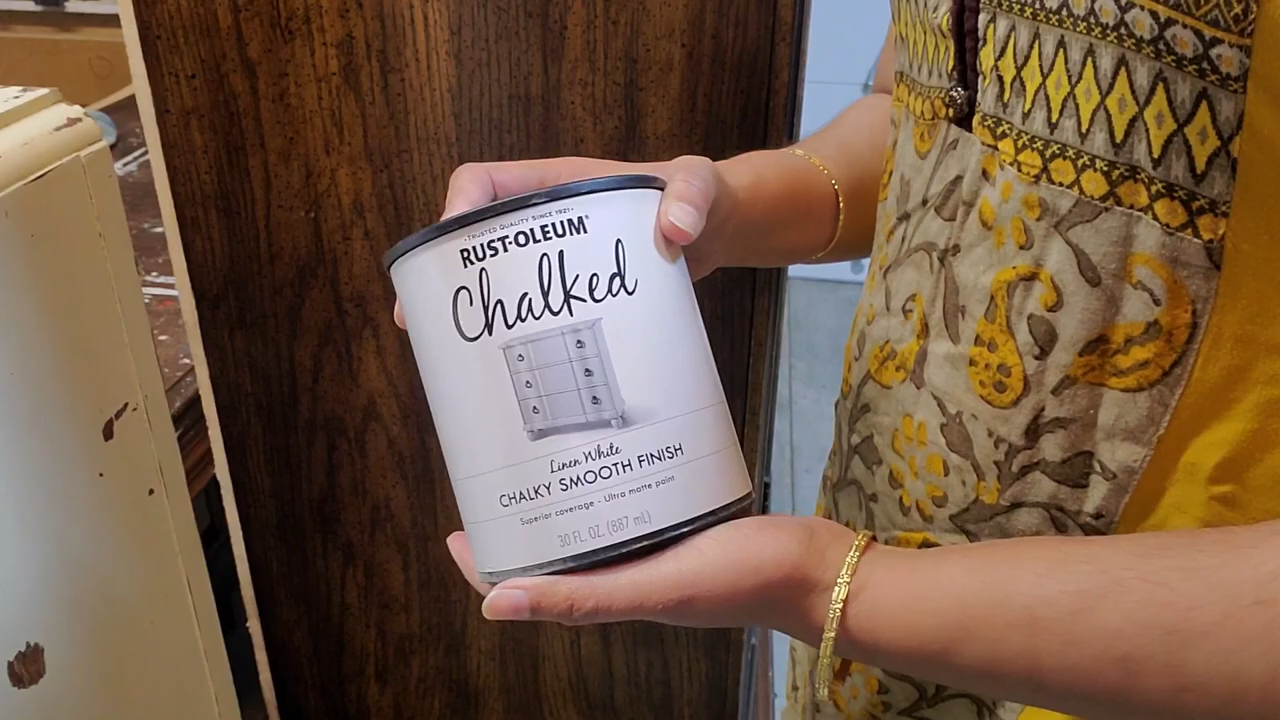 •TRUSTED QUALITY SINCE 1921•
RUST-OLEUM®
Chalked
Linen White
CHALKY SMOOTH FINISH
Superior coverage - Ultra matte paint
30 FL. OZ. (887 mL)